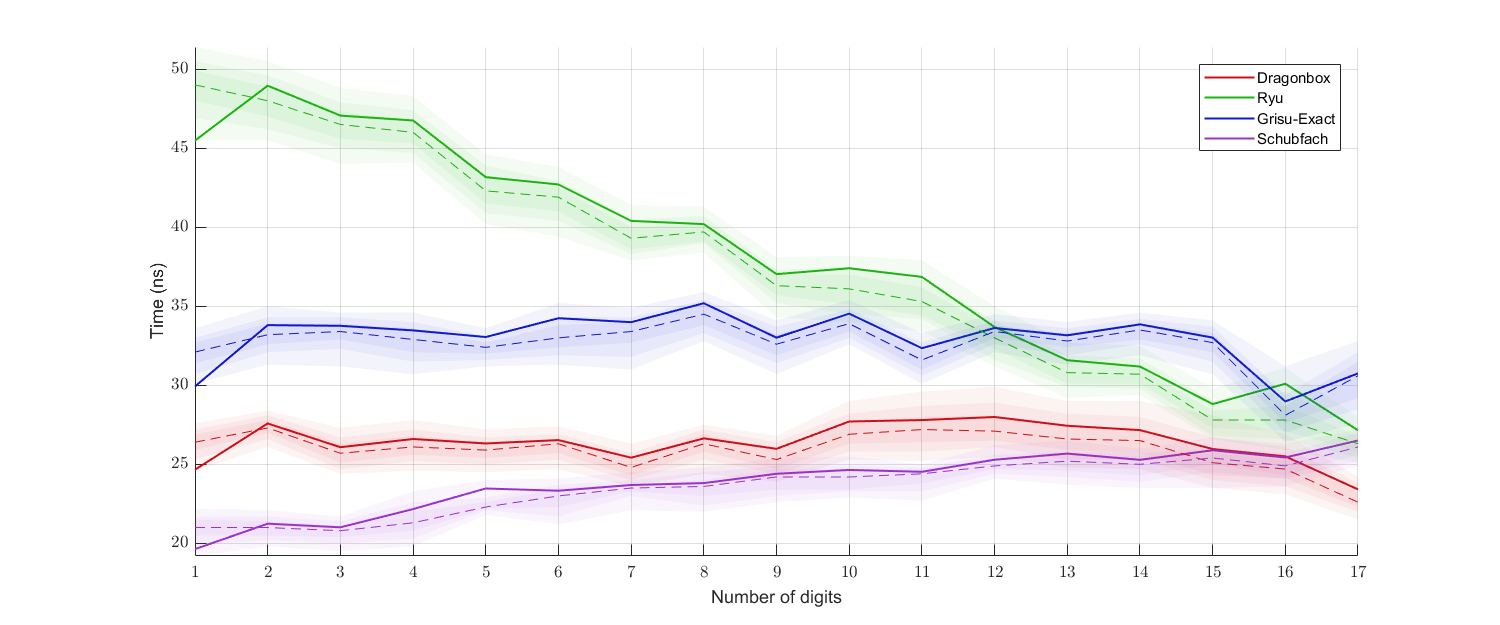 50
45
40
35
30
25
20
Time (ns)
1 2 3 4 5 6 7 8 9 10 11 12 13 14 15 16 17
Number of digits
Dragonbox
Ryu
Grisu-Exact
Schubfach